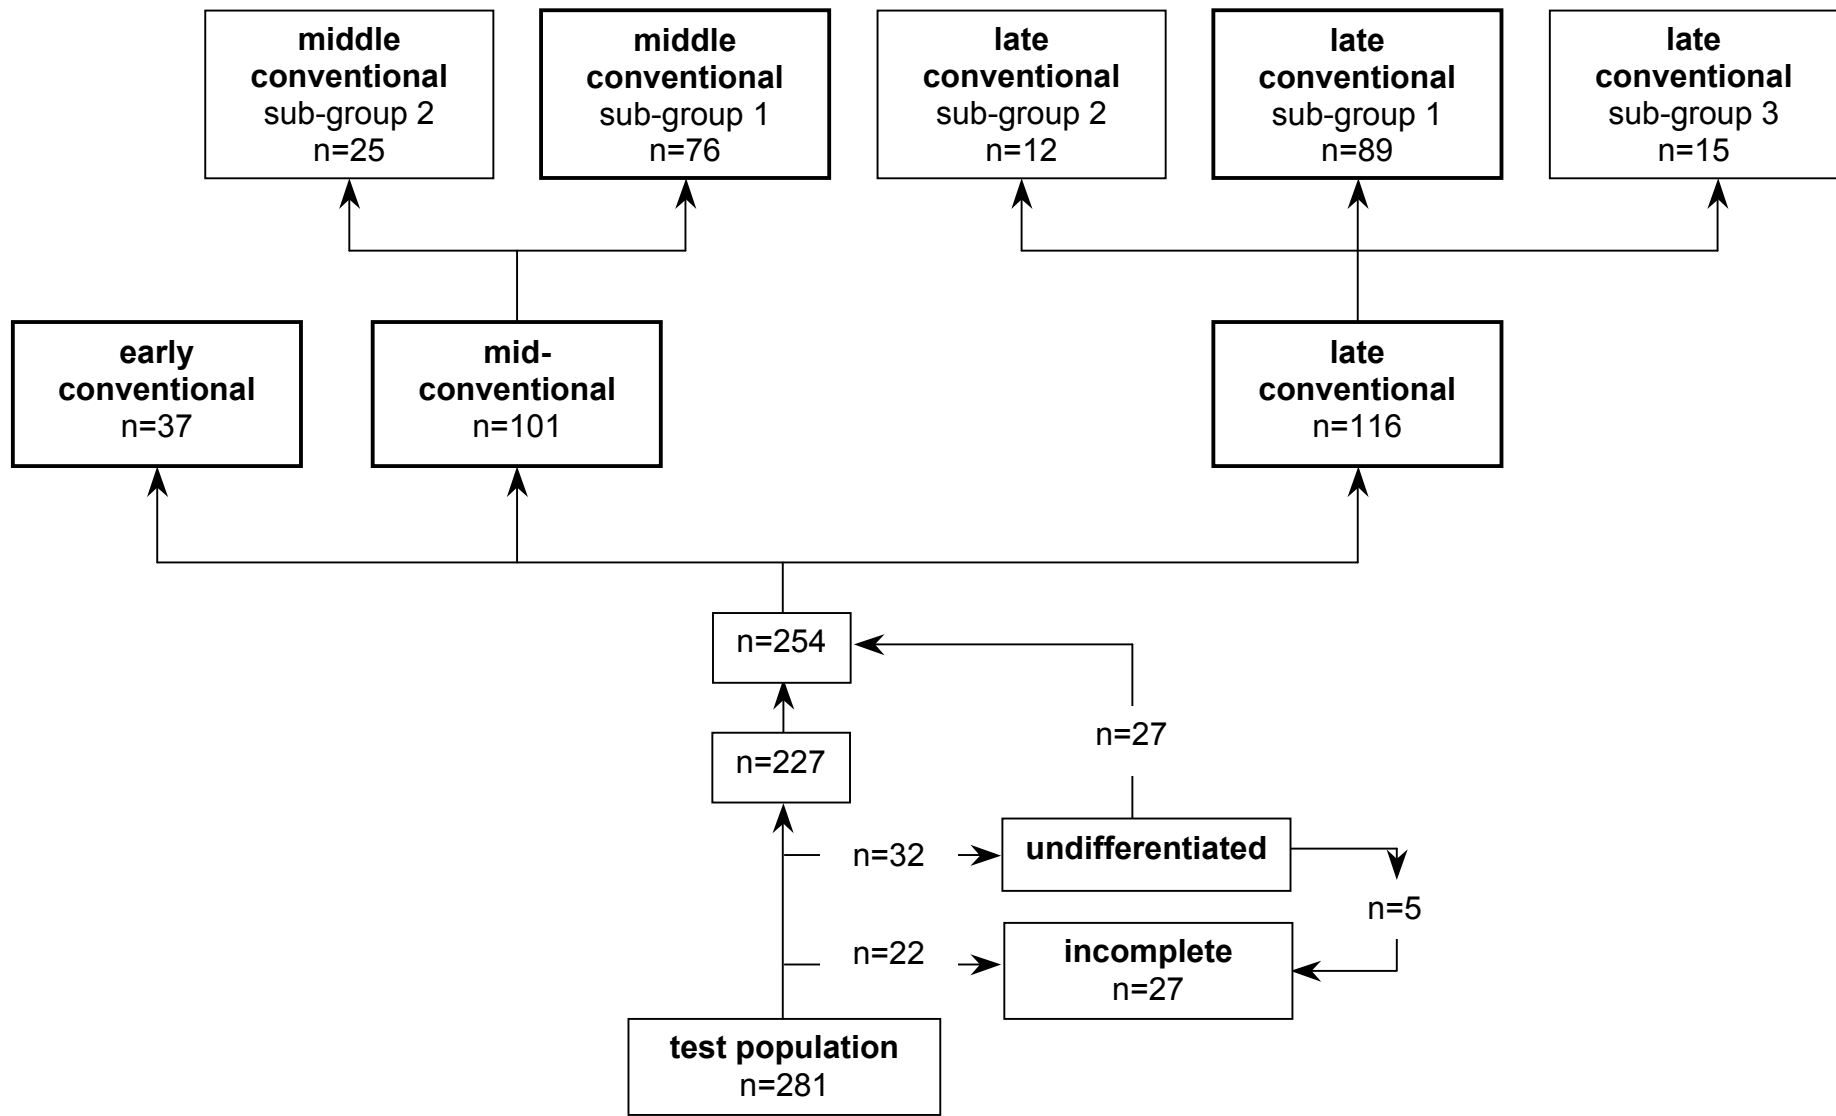 middle
conventional
sub-group 2
n=25
middle
conventional
sub-group 1
n=76
late
conventional
sub-group 2
n=12
late
conventional
sub-group 1
n=89
late
conventional
sub-group 3
n=15
early
conventional
n=37
mid-
conventional
n=101
late
conventional
n=116
n=254
n=27
n=227
n=32
undifferentiated
n=5
n=22
incomplete
n=27
test population
n=281